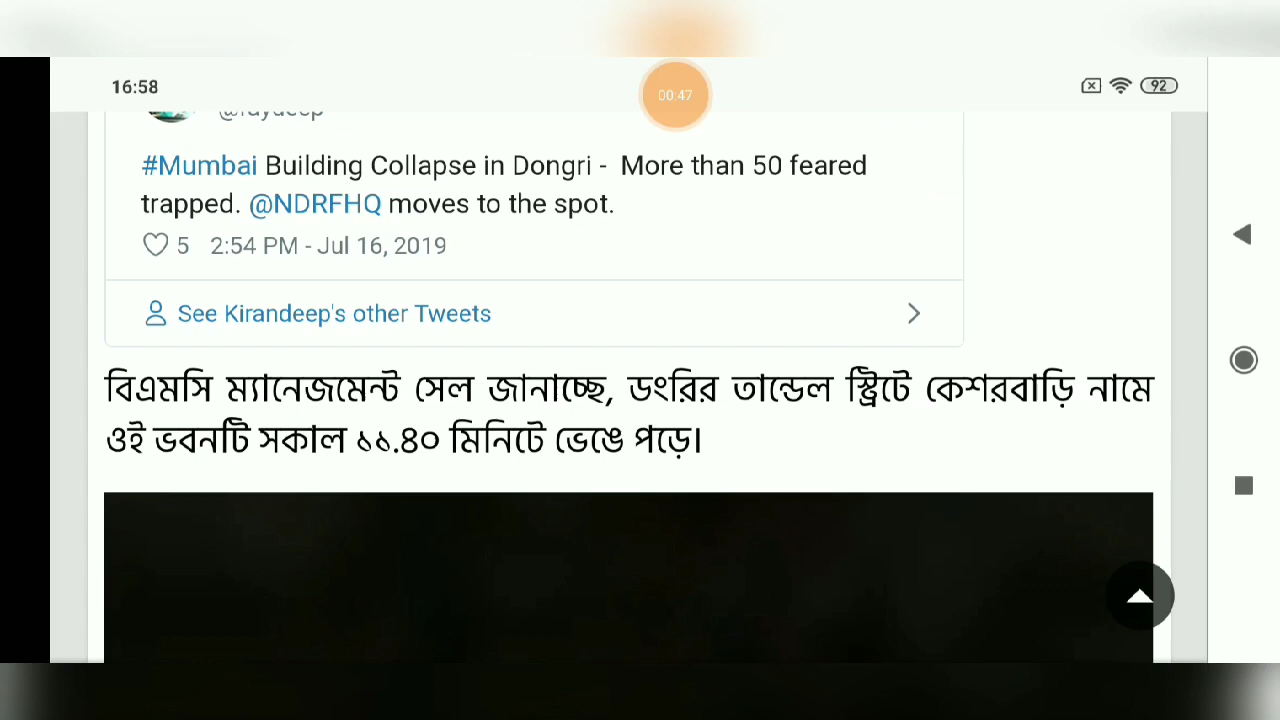 16:58
00:47
92
#Mumbai Building Collapse in Dongri - More than 50 feared
trapped. @NDRFHQ moves to the spot.
5 2:54 PM - Jul 16, 2019
See Kirandeep's other Tweets
বিএমসি ম্যানেজমেন্ট সেল জানাচ্ছে, ডংরির তান্ডেল স্ট্রিটে কেশরবাড়ি নামে
ওই ভবনটি সকাল ১১.৪০ মিনিটে ভেঙে পড়ে।